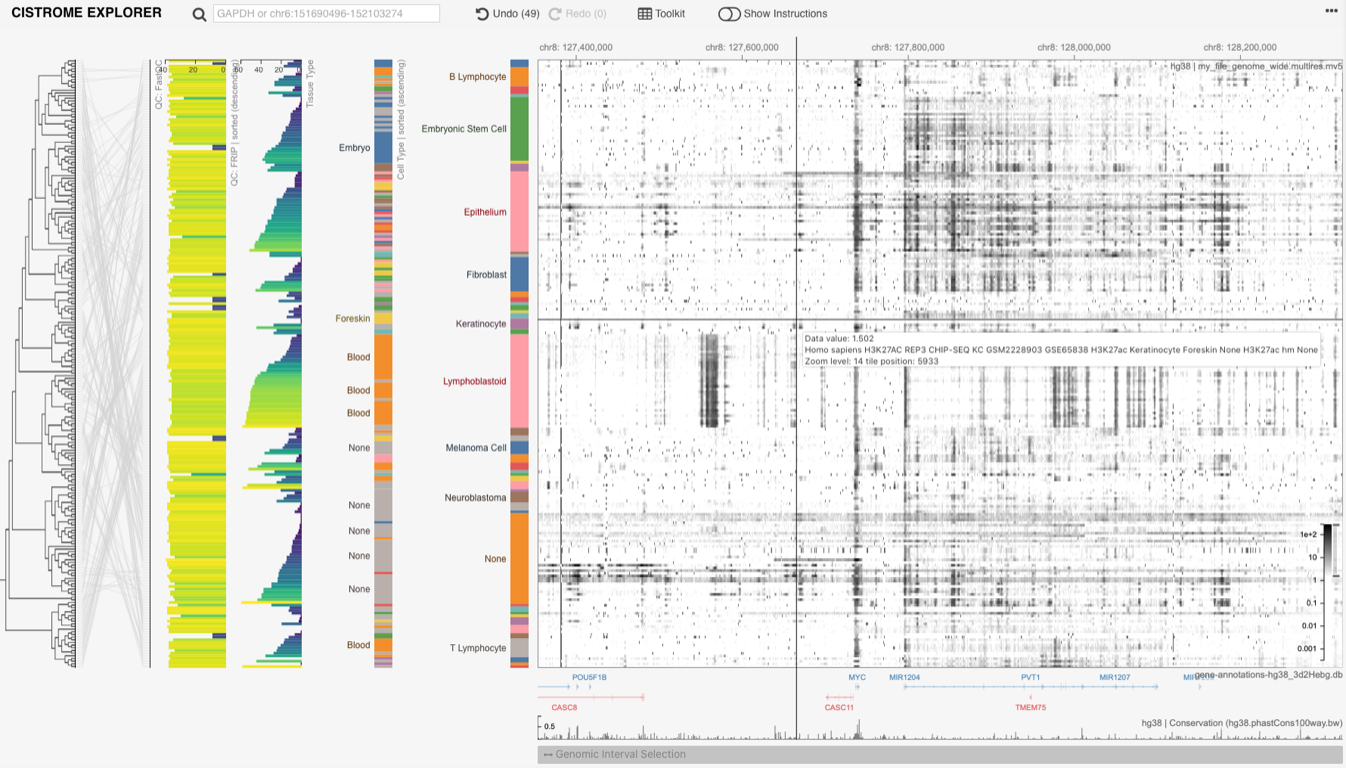 CISTROME EXPLORER
GAPDH or chr6:151690496-152103274
Undo (49)
Redo (0)
Toolkit
Show Instructions
chr8: 127,400,000
chr8: 127,600,000
chr8: 127,800,000
chr8: 128,000,000
chr8: 128,200,000
hg38 | my_file_genome_wide.multires.mv5
QC: FastQC
40 20 0
QC: FRIP | sorted (descending)
60 40 20 0
Tissue Type
Cell Type | sorted (ascending)
Embryo
Foreskin
Blood
Blood
Blood
None
None
None
None
None
Blood
B Lymphocyte
Embryonic Stem Cell
Epithelium
Fibroblast
Keratinocyte
Lymphoblastoid
Melanoma Cell
Neuroblastoma
None
T Lymphocyte
Data value: 1.502
Homo sapiens H3K27AC REP3 CHIP-SEQ KC GSM2228903 GSE65838 H3K27ac Keratinocyte Foreskin None H3K27ac hm None
Zoom level: 14 tile position: 5933
1e+2
10
1
0.1
0.01
0.001
POU5F1B
MYC
MIR1204
PVT1
MIR1207
gene-annotations-hg38_3d2Hebg.db
CASC8
CASC11
TMEM75
0.5
hg38 | Conservation (hg38.phastCons100way.bw)
Genomic Interval Selection